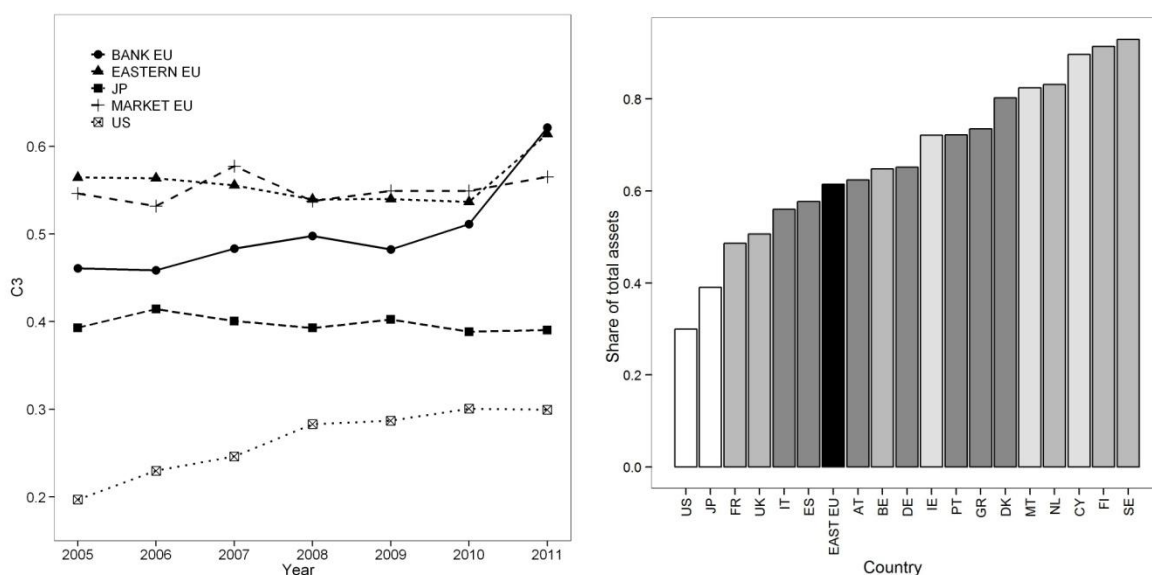 BANK EU
EASTERN EU
JP
MARKET EU
US
C3
0.6
0.5
0.4
0.3
0.2
2005 2006 2007 2008 2009 2010 2011
Year
Share of total assets
0.8
0.6
0.4
0.2
0.0
US JP FR UK IT ES EAST EU AT BE DE IE PT GR DK MT NL CY FI SE
Country